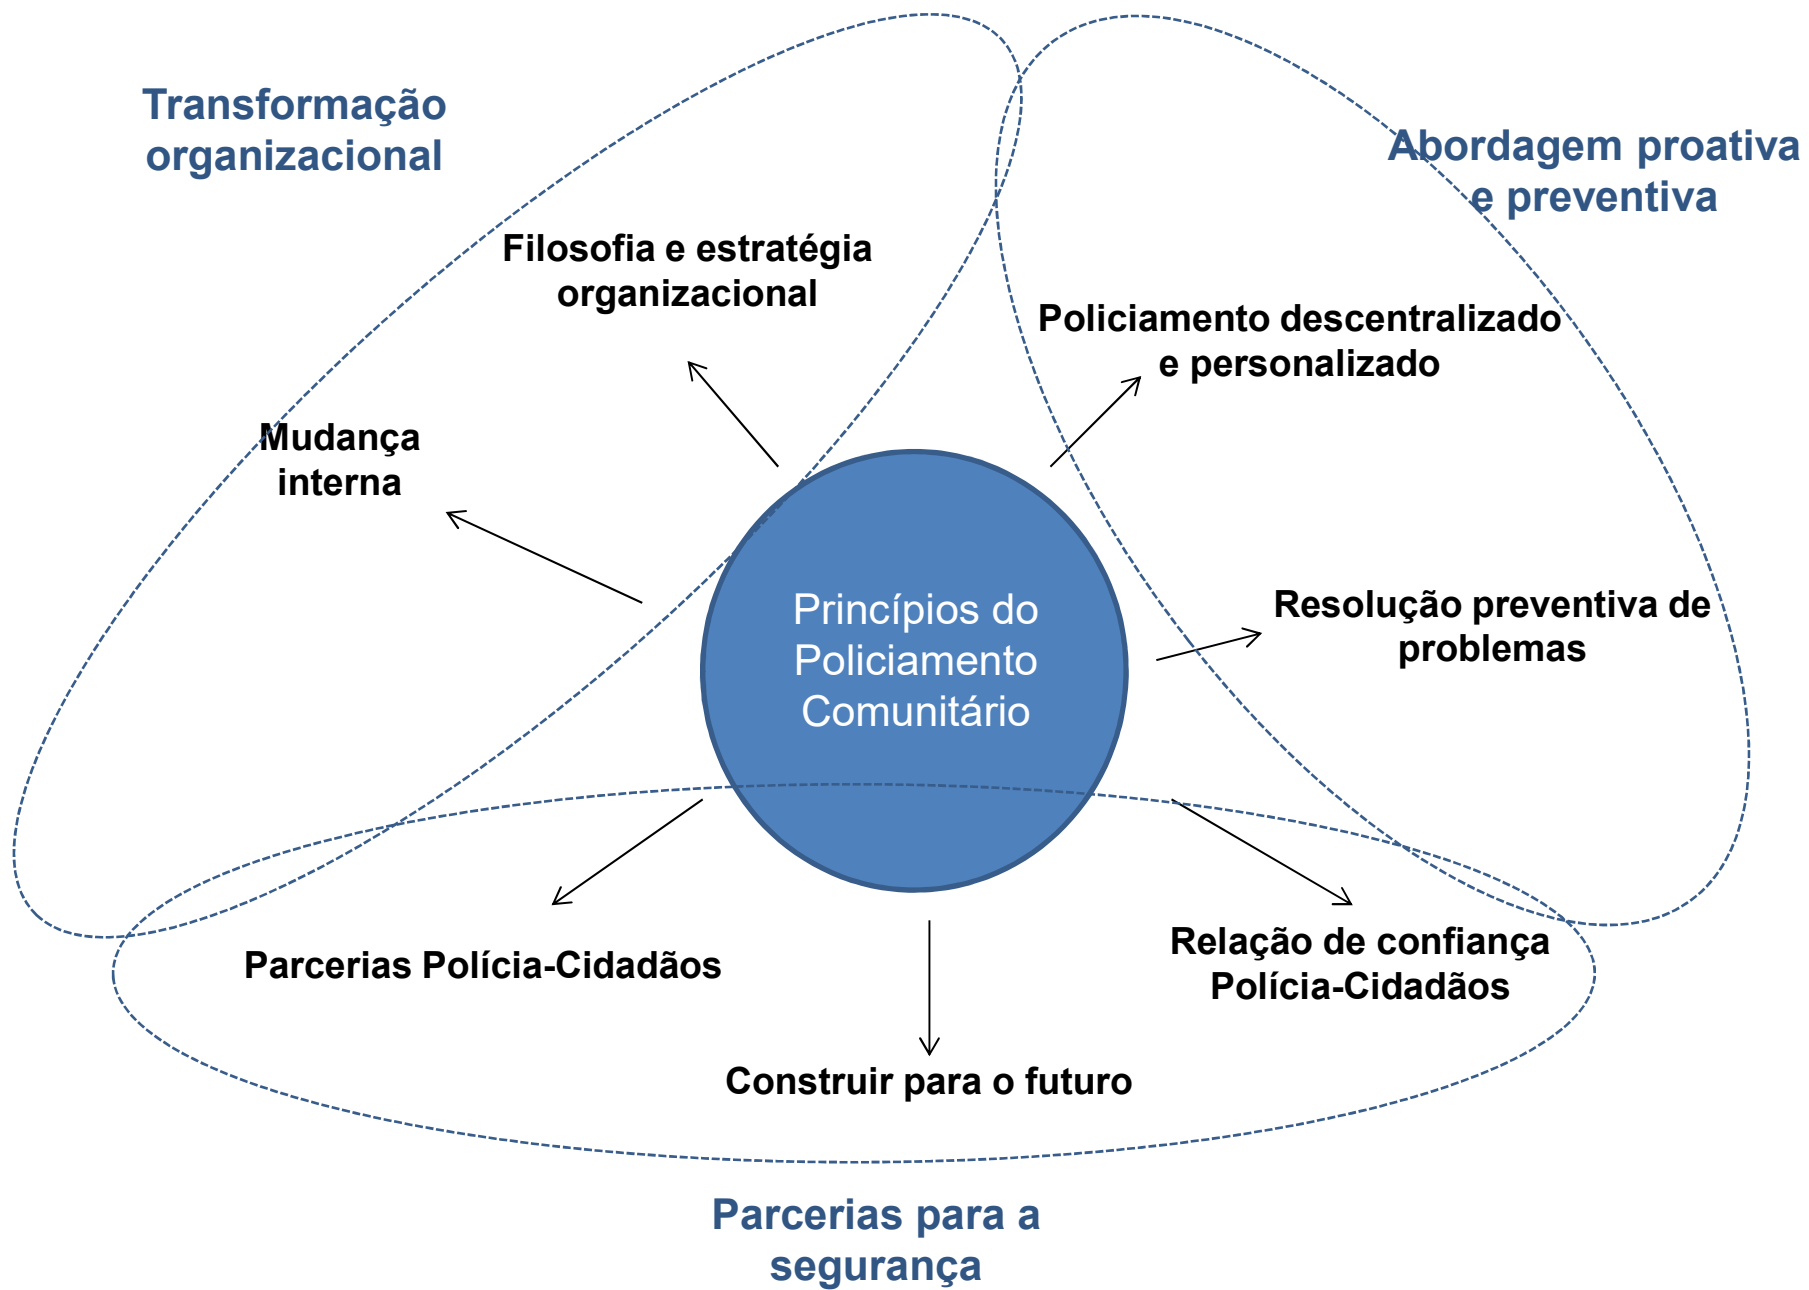 Transformação
organizacional
Abordagem proativa
e preventiva
Filosofia e estratégia
organizacional
Policiamento descentralizado
e personalizado
Mudança
interna
Princípios do
Policiamento
Comunitário
Resolução preventiva de
problemas
Parcerias Polícia-Cidadãos
Relação de confiança
Polícia-Cidadãos
Construir para o futuro
Parcerias para a
segurança